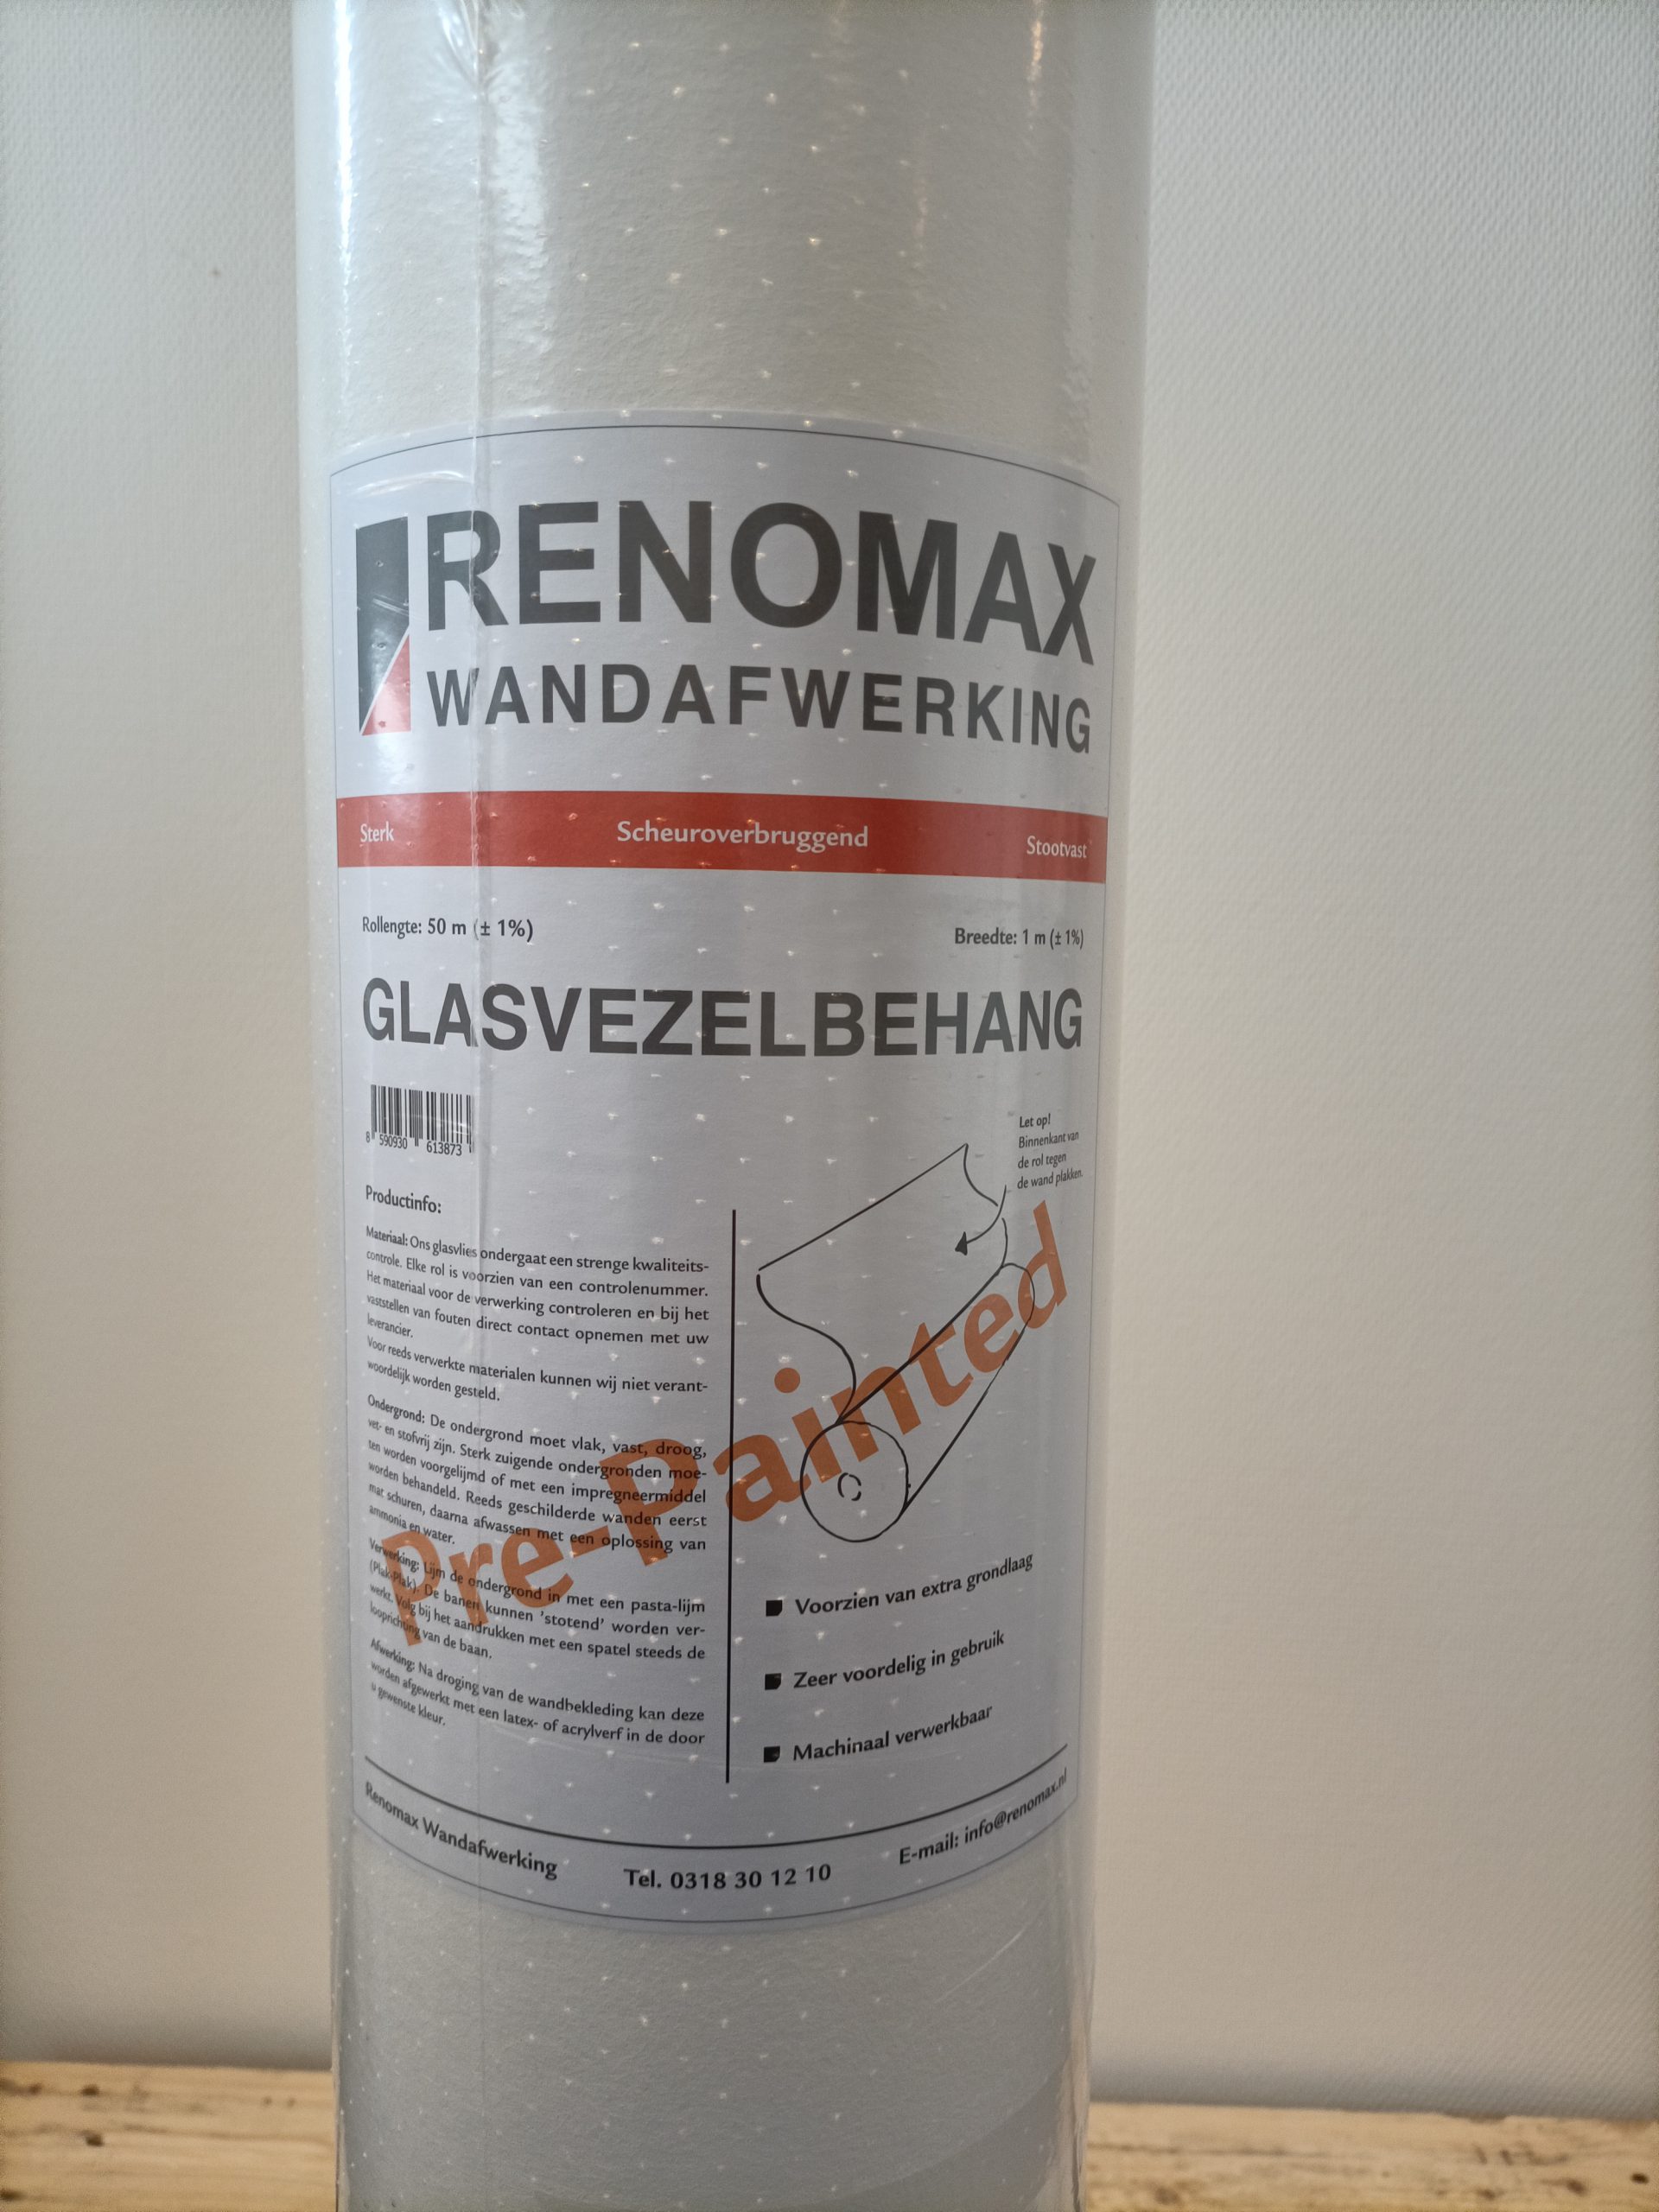 RENOMAX
WANDAFWERKING
Sterk Scheuroverbruggend Stootvast
Rollengte: 50 m (± 1%) Breedte: 1 m (± 1%)
GLASVEZELBEHANG
8 590930 613873
Let op!
Binnenkant van
de rol tegen
de wand plakken.
Productinfo:
Materiaal: Ons glasvlies ondergaat een strenge kwaliteits-
controle. Elke rol is voorzien van een controlenummer.
Het materiaal voor de verwerking controleren en bij het
vaststellen van fouten direct contact opnemen met uw
leverancier.
Voor reeds verwerkte materialen kunnen wij niet verant-
woordelijk worden gesteld.
Ondergrond: De ondergrond moet vlak, vast, droog,
vet- en stofvrij zijn. Sterk zuigende ondergronden moe-
ten worden voorgelijmd of met een impregneermiddel
worden behandeld. Reeds geschilderde wanden eerst
mat schuren, daarna afwassen met een oplossing van
ammonia en water.
Verwerking: Lijm de ondergrond in met een pasta-lijm
(Plak-Plak). De banen kunnen 'stotend' worden ver-
werkt. Volg bij het aandrukken met een spatel steeds de
looprichting van de baan.
Afwerking: Na droging van de wandbekleding kan deze
worden afgewerkt met een latex- of acrylverf in de door
u gewenste kleur.
Pre-Painted
Voorzien van extra grondlaag
Zeer voordelig in gebruik
Machinaal verwerkbaar
Renomax Wandafwerking Tel. 0318 30 12 10 E-mail: info@renomax.nl